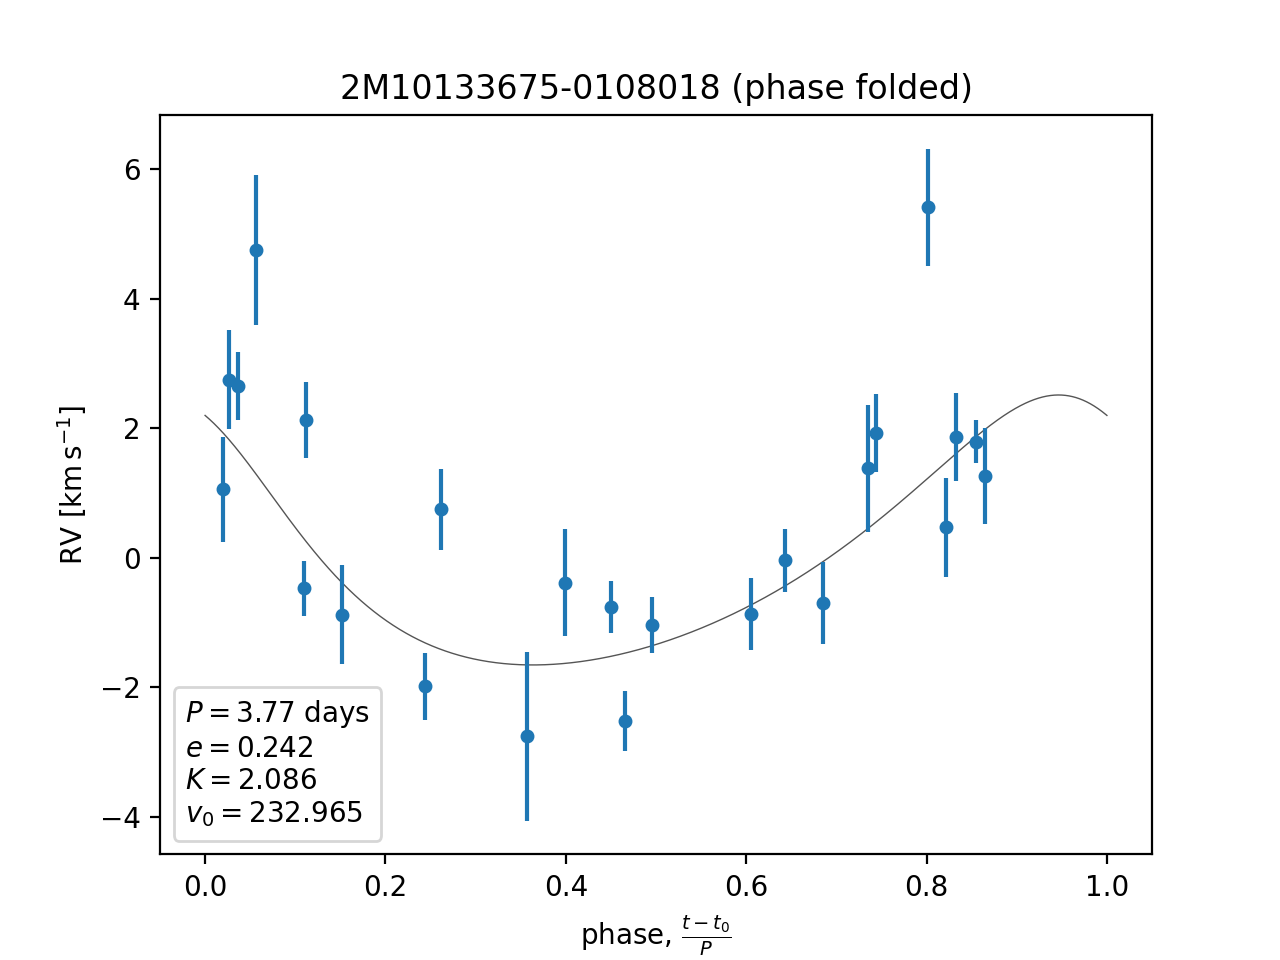 2M10133675-0108018 (phase folded)
RV [km s⁻¹]
6
4
2
0
−2
−4
P = 3.77 days
e = 0.242
K = 2.086
v₀ = 232.965
0.0 0.2 0.4 0.6 0.8 1.0
phase, (t − t₀)/P